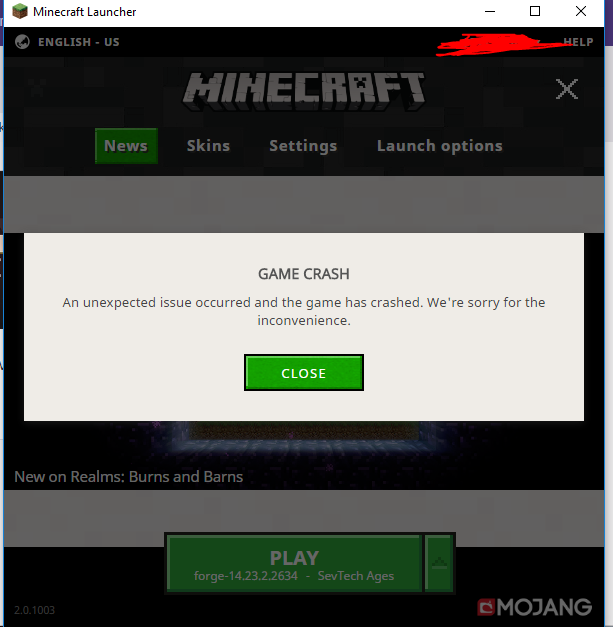 Minecraft Launcher
ENGLISH - US
HELP
MINECRAFT
News
Skins
Settings
Launch options
GAME CRASH
An unexpected issue occurred and the game has crashed. We're sorry for the
inconvenience.
CLOSE
New on Realms: Burns and Barns
PLAY
forge-14.23.2.2634 - SevTech Ages
2.0.1003
MOJANG